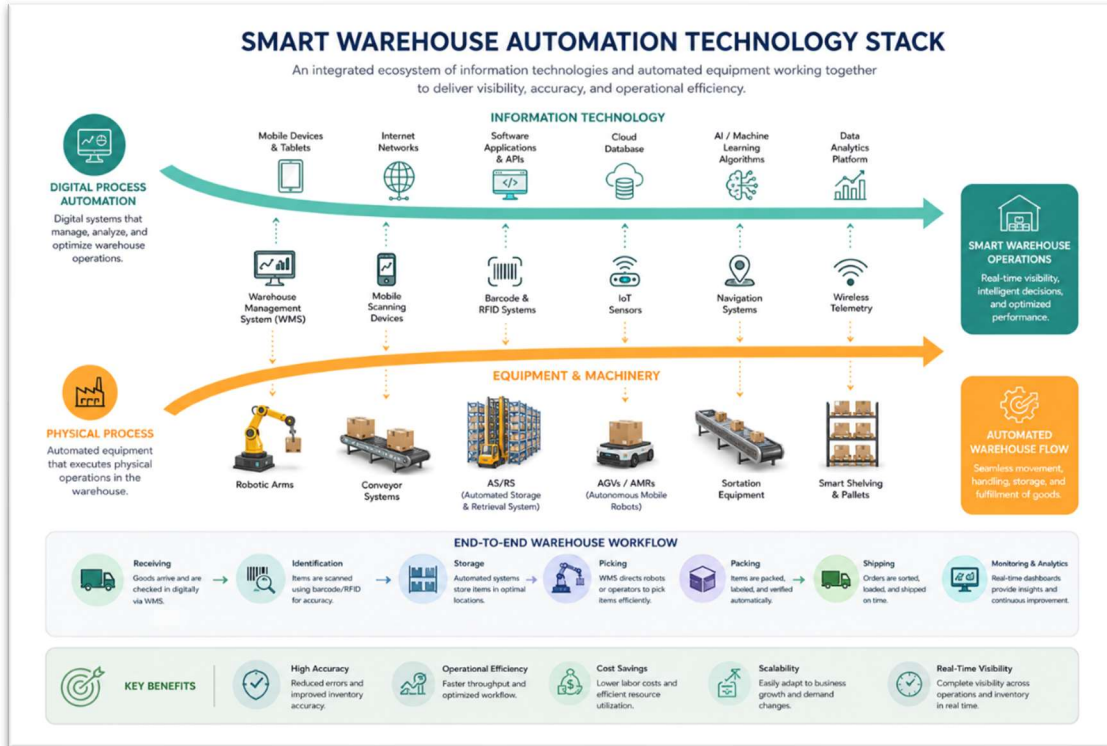 SMART WAREHOUSE AUTOMATION TECHNOLOGY STACK
An integrated ecosystem of information technologies and automated equipment working together
to deliver visibility, accuracy, and operational efficiency.
INFORMATION TECHNOLOGY
DIGITAL PROCESS
AUTOMATION
Digital systems that
manage, analyze, and
optimize warehouse
operations.
Mobile Devices
& Tablets
Internet
Networks
Software
Applications
& APIs
Cloud
Database
AI / Machine
Learning
Algorithms
Data
Analytics
Platform
SMART WAREHOUSE
OPERATIONS
Real-time visibility,
intelligent decisions,
and optimized
performance.
Warehouse
Management
System (WMS)
Mobile
Scanning
Devices
Barcode &
RFID Systems
IoT
Sensors
Navigation
Systems
Wireless
Telemetry
EQUIPMENT & MACHINERY
PHYSICAL PROCESS
Automated equipment
that executes physical
operations in the
warehouse.
Robotic Arms
Conveyor
Systems
AS/RS
(Automated Storage
& Retrieval System)
AGVs / AMRs
(Autonomous Mobile
Robots)
Sortation
Equipment
Smart Shelving
& Pallets
AUTOMATED
WAREHOUSE FLOW
Seamless movement,
handling, storage, and
fulfillment of goods.
END-TO-END WAREHOUSE WORKFLOW
Receiving
Goods arrive and are
checked in digitally
via WMS.
Identification
Items are scanned
using barcode/RFID
for accuracy.
Storage
Automated systems
store items in optimal
locations.
Picking
WMS directs robots
or operators to pick
items efficiently.
Packing
Items are packed,
labeled, and verified
automatically.
Shipping
Orders are sorted,
loaded, and shipped
on time.
Monitoring & Analytics
Real-time dashboards
provide insights and
continuous improvement.
KEY BENEFITS
High Accuracy
Reduced errors and
improved inventory
accuracy.
Operational Efficiency
Faster throughput and
optimized workflow.
Cost Savings
Lower labor costs and
efficient resource
utilization.
Scalability
Easily adapt to business
growth and demand
changes.
Real-Time Visibility
Complete visibility across
operations and inventory
in real time.